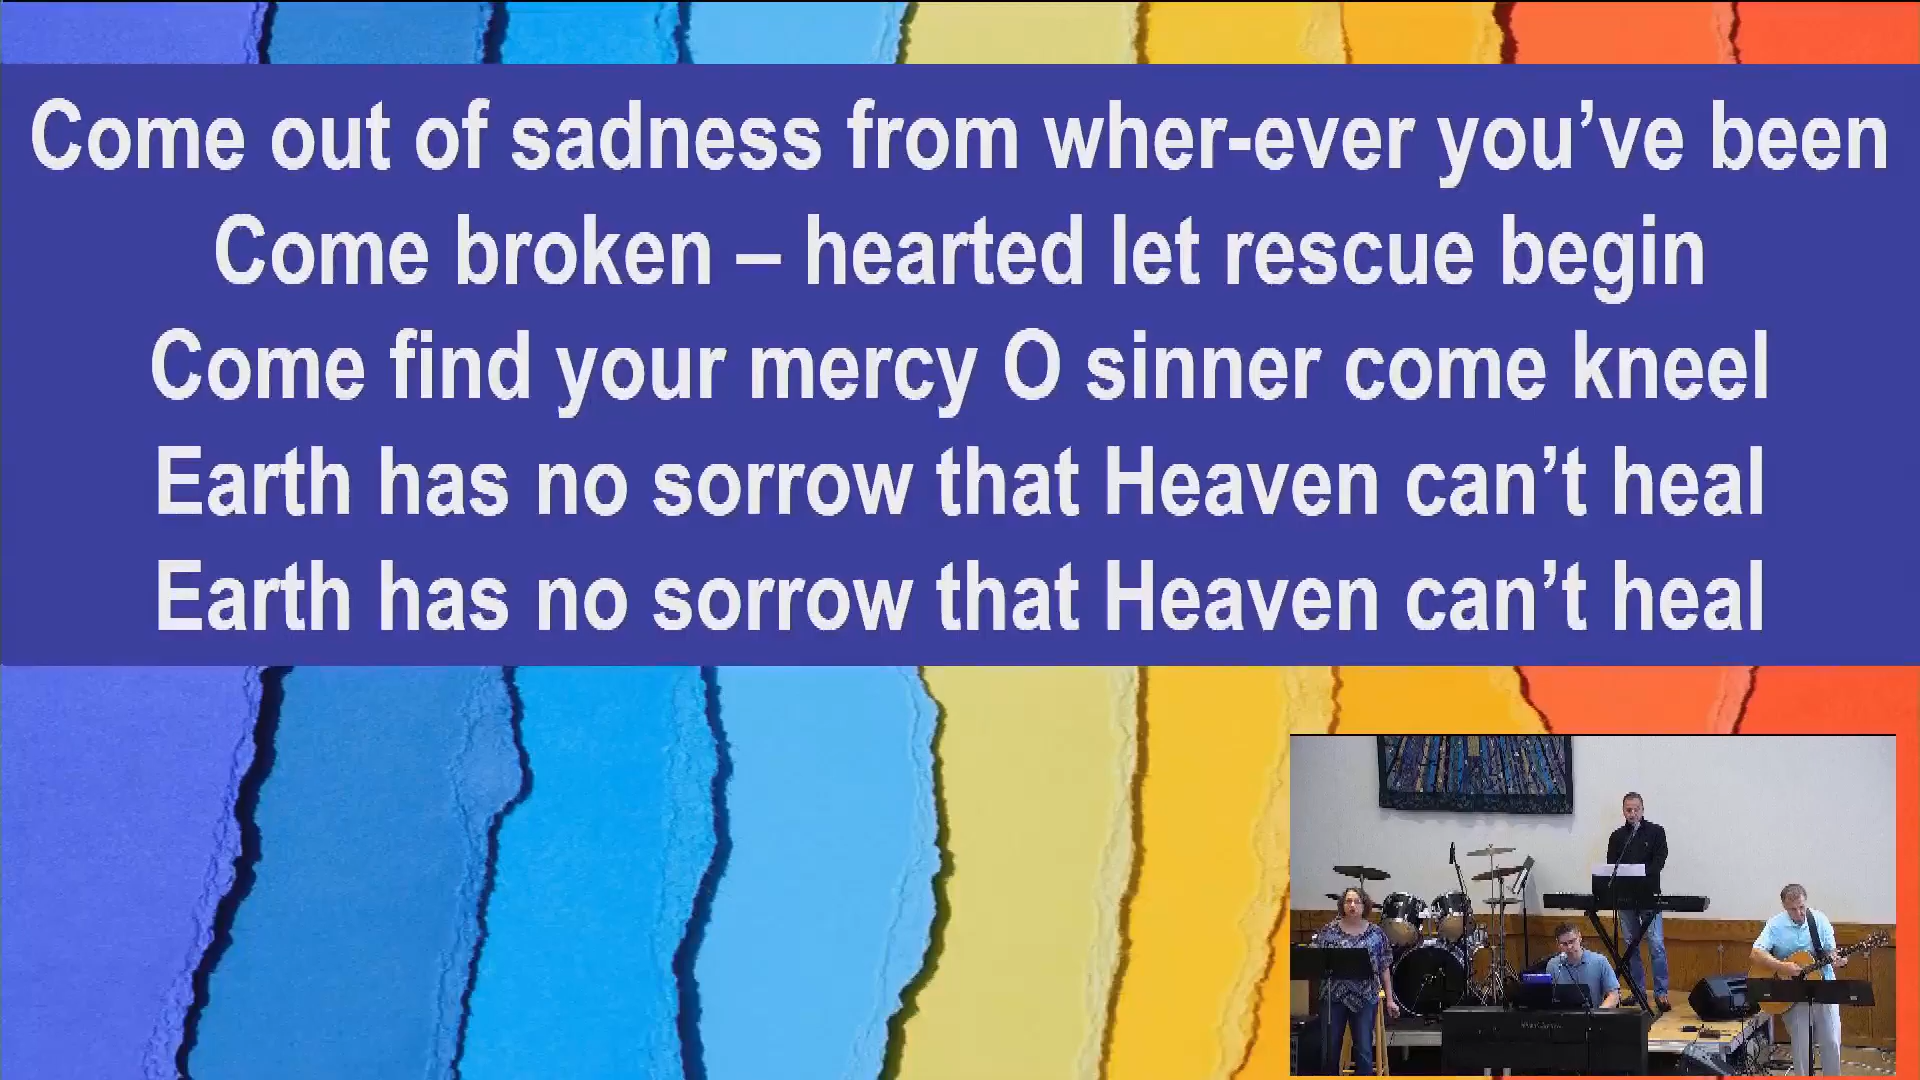 Come out of sadness from wher-ever you’ve been
Come broken – hearted let rescue begin
Come find your mercy O sinner come kneel
Earth has no sorrow that Heaven can’t heal
Earth has no sorrow that Heaven can’t heal